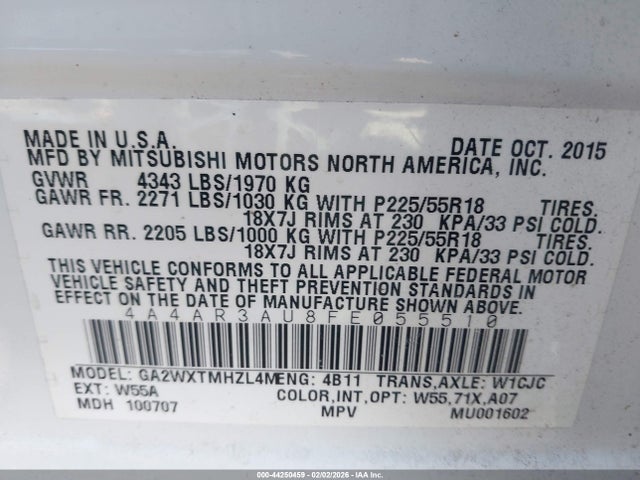 MADE IN U.S.A. DATE OCT. 2015
MFD BY MITSUBISHI MOTORS NORTH AMERICA, INC.
GVWR 4343 LBS/1970 KG
GAWR FR. 2271 LBS/1030 KG WITH P225/55R18 TIRES.
18X7J RIMS AT 230 KPA/33 PSI COLD.
GAWR RR. 2205 LBS/1000 KG WITH P225/55R18 TIRES.
18X7J RIMS AT 230 KPA/33 PSI COLD.
THIS VEHICLE CONFORMS TO ALL APPLICABLE FEDERAL MOTOR
VEHICLE SAFETY AND THEFT PREVENTION STANDARDS IN
EFFECT ON THE DATE OF MANUFACTURE SHOWN ABOVE.
4A4AR3AU8FE055510
MODEL: GA2WXTMHZL4M ENG: 4B11 TRANS,AXLE: W1CJC
EXT: W55A COLOR,INT,OPT: W55,71X,A07
MDH 100707 MPV MU001602
000-44250459 - 02/02/2026 - IAA Inc.